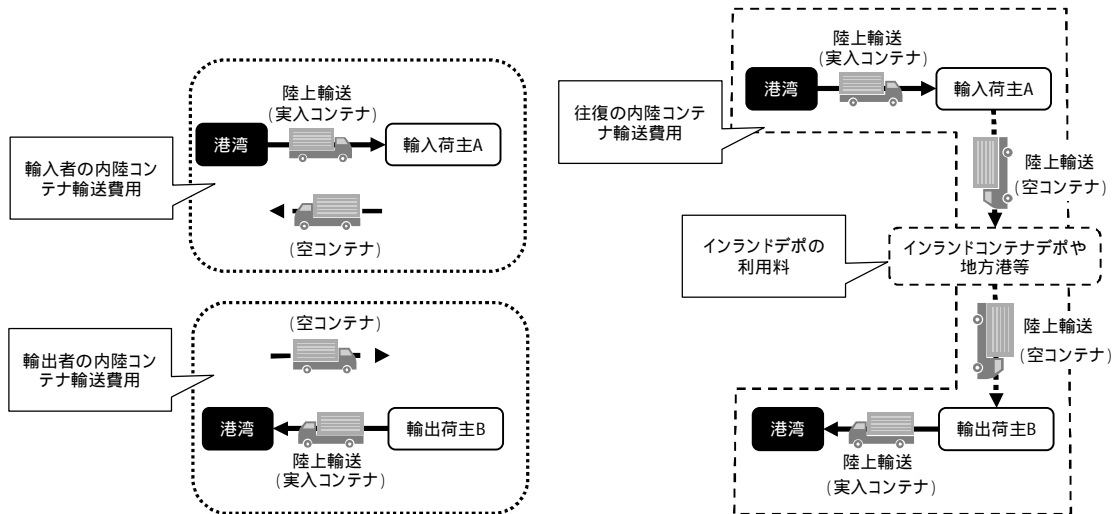 陸上輸送
(実入コンテナ)
港湾
輸入荷主A
輸入者の内陸コン
テナ輸送費用
(空コンテナ)
(空コンテナ)
輸出者の内陸コン
テナ輸送費用
港湾
輸出荷主B
陸上輸送
(実入コンテナ)
陸上輸送
(実入コンテナ)
港湾
輸入荷主A
往復の内陸コンテ
ナ輸送費用
陸上輸送
(空コンテナ)
インランドデポの
利用料
インランドコンテナデポや
地方港等
陸上輸送
(空コンテナ)
港湾
輸出荷主B
陸上輸送
(実入コンテナ)